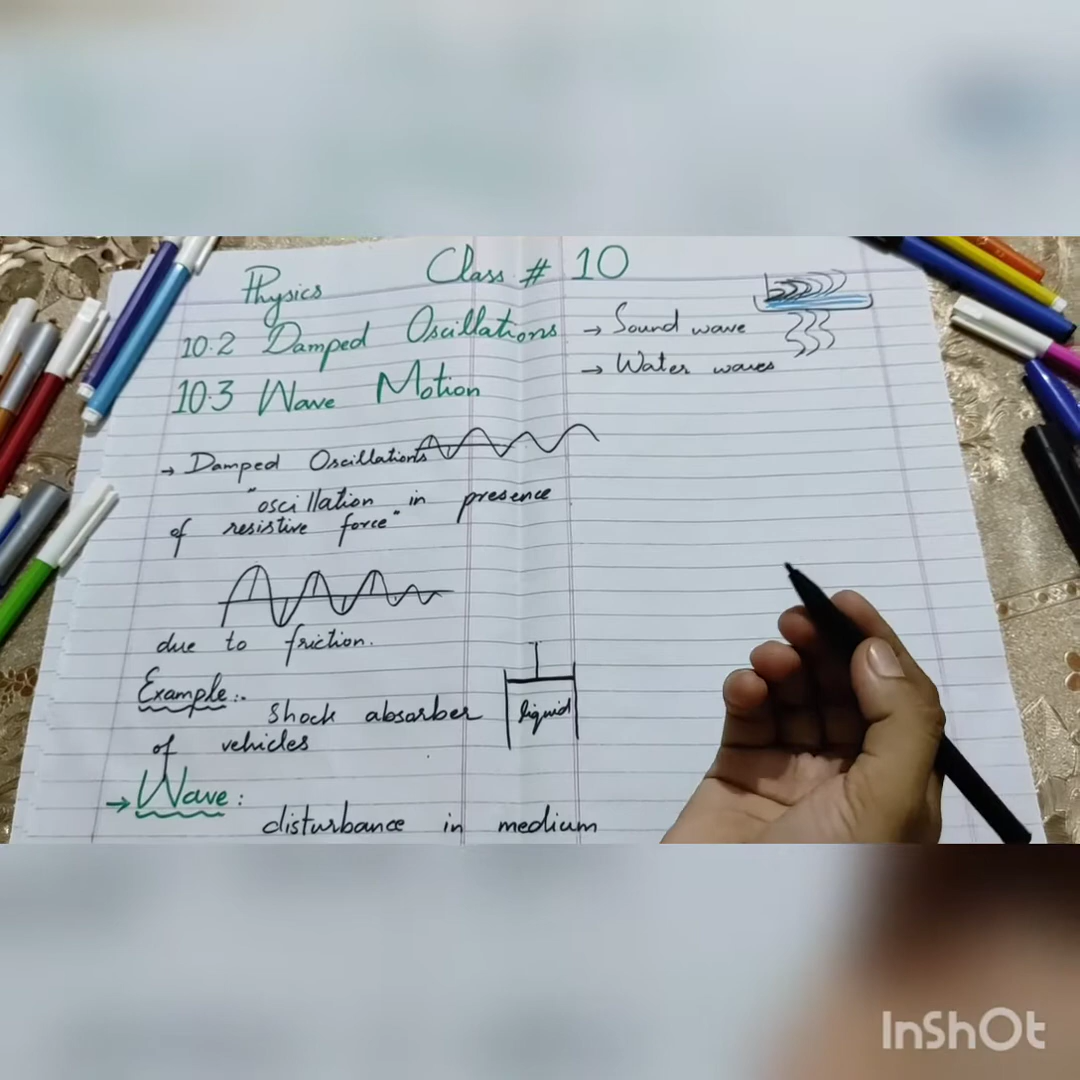 Physics Class # 10
10.2 Damped Oscillations
10.3 Wave Motion
→ Sound wave
→ Water waves
→ Damped Oscillations
"oscillation in presence
of resistive force"
due to friction.
Example:-
Shock absarber
of vehicles
liquid
→ Wave:
disturbance in medium
InShOt